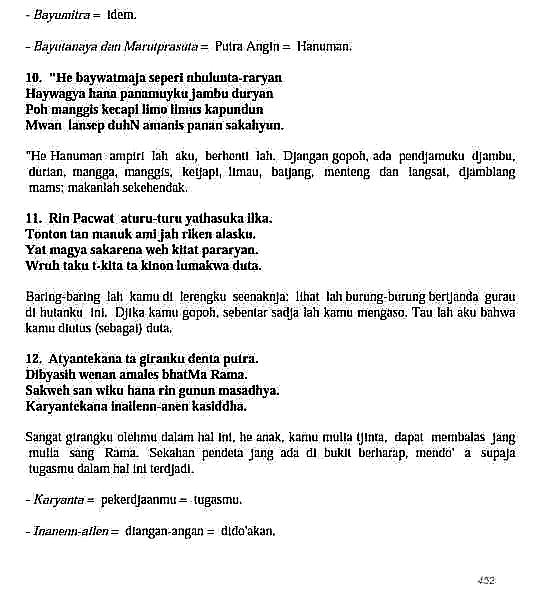 - Bayumitra = idem.
- Bayutanaya dan Marutprasuta = Putra Angin = Hanuman.
10. "He baywatmaja seperi nhulunta-raryan
Haywagya hana panamuyku jambu duryan
Poh manggis kecapi limo limus kapundun
Mwan lansep duhN amanis panan sakahyun.
"He Hanuman ampiri lah aku, berhenti lah. Djangan gopoh, ada pendjamuku djambu,
durian, mangga, manggis, ketjapi, limau, batjang, menteng dan langsat, djamblang
mams; makanlah sekehendak.
11. Rin Pacwat aturu-turu yathasuka ika.
Tonton tan manuk ami jah riken alasku.
Yat magya sakarena weh kitat pararyan.
Wruh taku t-kita ta kinon lumakwa duta.
Baring-baring lah kamu di lerengku seenaknja: lihat lah burung-burung bertjanda gurau
di hutanku ini. Djika kamu gopoh, sebentar sadja lah kamu mengaso. Tau lah aku bahwa
kamu diutus (sebagai) duta.
12. Atyantekana ta giranku denta putra.
Dibyasih wenan amales bhatMa Rama.
Sakweh san wiku hana rin gunun masadhya.
Karyantekana inailenn-anen kasiddha.
Sangat girangku olehmu dalam hal ini, he anak, kamu mulia tjinta, dapat membalas jang
mulia sang Rama. Sekahan pendeta jang ada di bukit berharap, mendo' a supaja
tugasmu dalam hal ini terdjadi.
- Karyanta = pekerdjaanmu = tugasmu.
- Inanenn-aflen = diangan-angan = dido'akan.
452